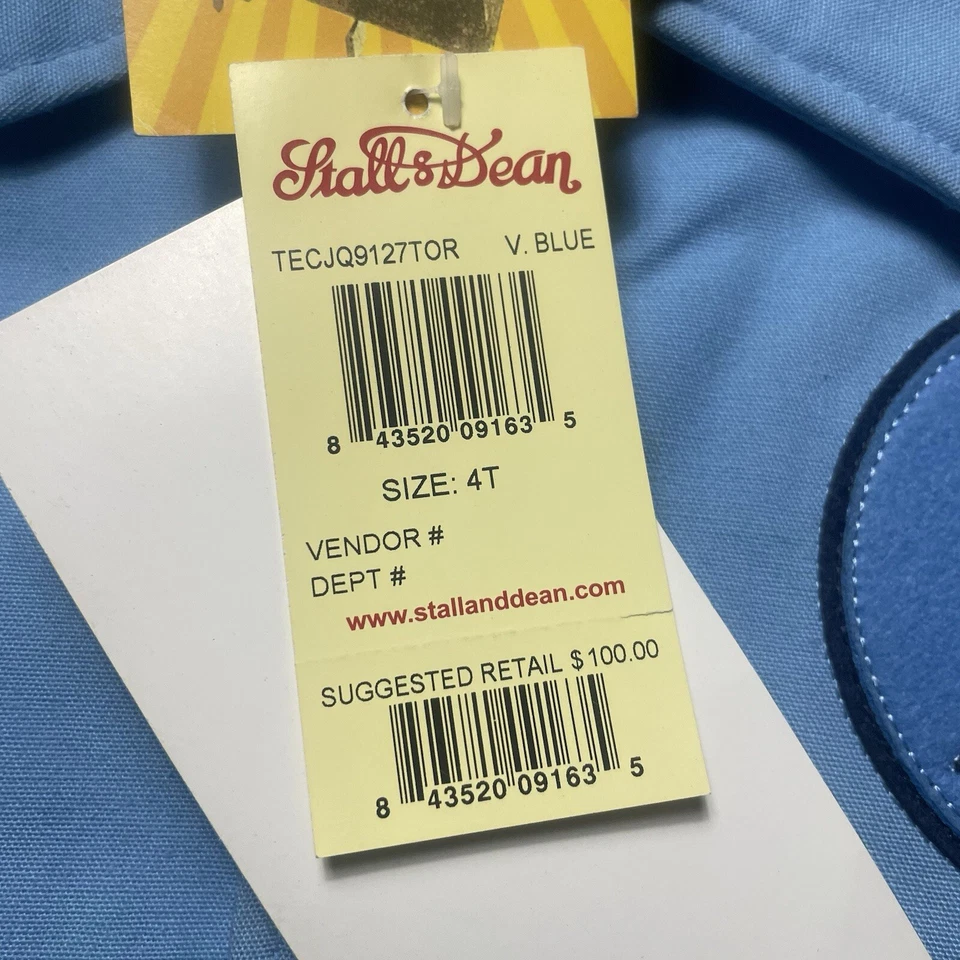 Stall & Dean
TECJQ9127TOR V. BLUE
8 43520 09163 5
SIZE: 4T
VENDOR #
DEPT #
www.stallanddean.com
SUGGESTED RETAIL $100.00
8 43520 09163 5